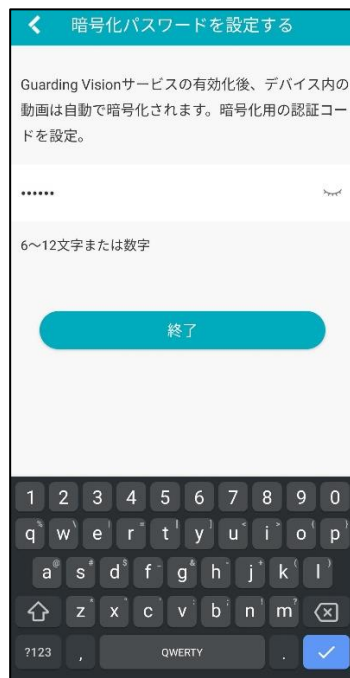 暗号化パスワードを設定する
Guarding Visionサービスの有効化後、デバイス内の
動画は自動で暗号化されます。暗号化用の認証コー
ドを設定。
••••••
6～12文字または数字
終了
1 2 3 4 5 6 7 8 9 0
q w e r t y u i o p
a s d f g h j k l
z x c v b n m
?123 , QWERTY .